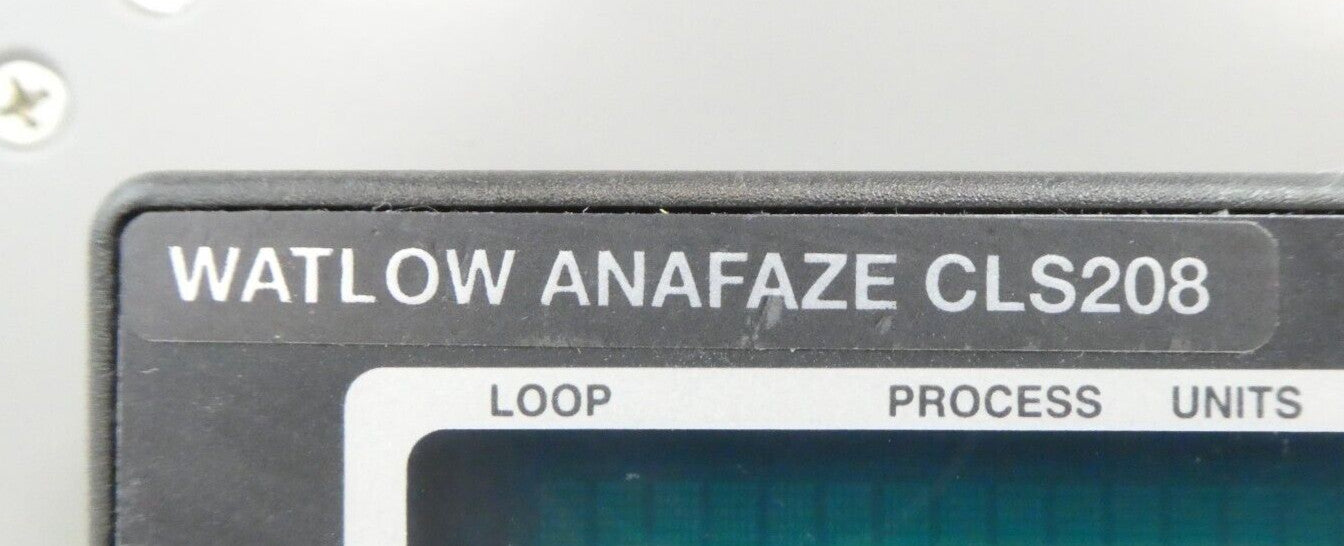 WATLOW ANAFAZE CLS208
LOOP PROCESS UNITS